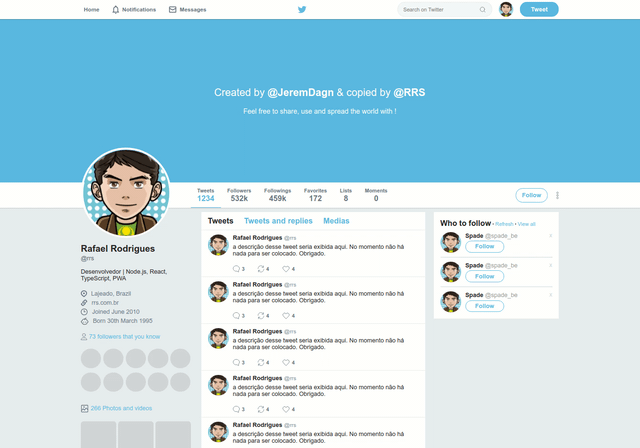 Home Notifications Messages Search on Twitter Tweet
Created by @JeremDagn & copied by @RRS
Feel free to share, use and spread the world with !
Tweets Followers Followings Favorites Lists Moments
1234 532k 459k 172 8 0
Follow
Rafael Rodrigues
@rrs
Desenvolvedor | Node.js, React,
TypeScript, PWA
Lajeado, Brazil
rrs.com.br
Joined June 2010
Born 30th March 1995
73 followers that you know
266 Photos and videos
Tweets Tweets and replies Medias
Rafael Rodrigues @rrs
a descrição desse tweet seria exibida aqui. No momento não há
nada para ser colocado. Obrigado.
3 4 4
Rafael Rodrigues @rrs
a descrição desse tweet seria exibida aqui. No momento não há
nada para ser colocado. Obrigado.
3 4 4
Rafael Rodrigues @rrs
a descrição desse tweet seria exibida aqui. No momento não há
nada para ser colocado. Obrigado.
3 4 4
Rafael Rodrigues @rrs
a descrição desse tweet seria exibida aqui. No momento não há
nada para ser colocado. Obrigado.
3 4 4
Rafael Rodrigues @rrs
a descrição desse tweet seria exibida aqui. No momento não há
nada para ser colocado. Obrigado.
Who to follow • Refresh • View all
Spade @spade_be
Follow
Spade @spade_be
Follow
Spade @spade_be
Follow